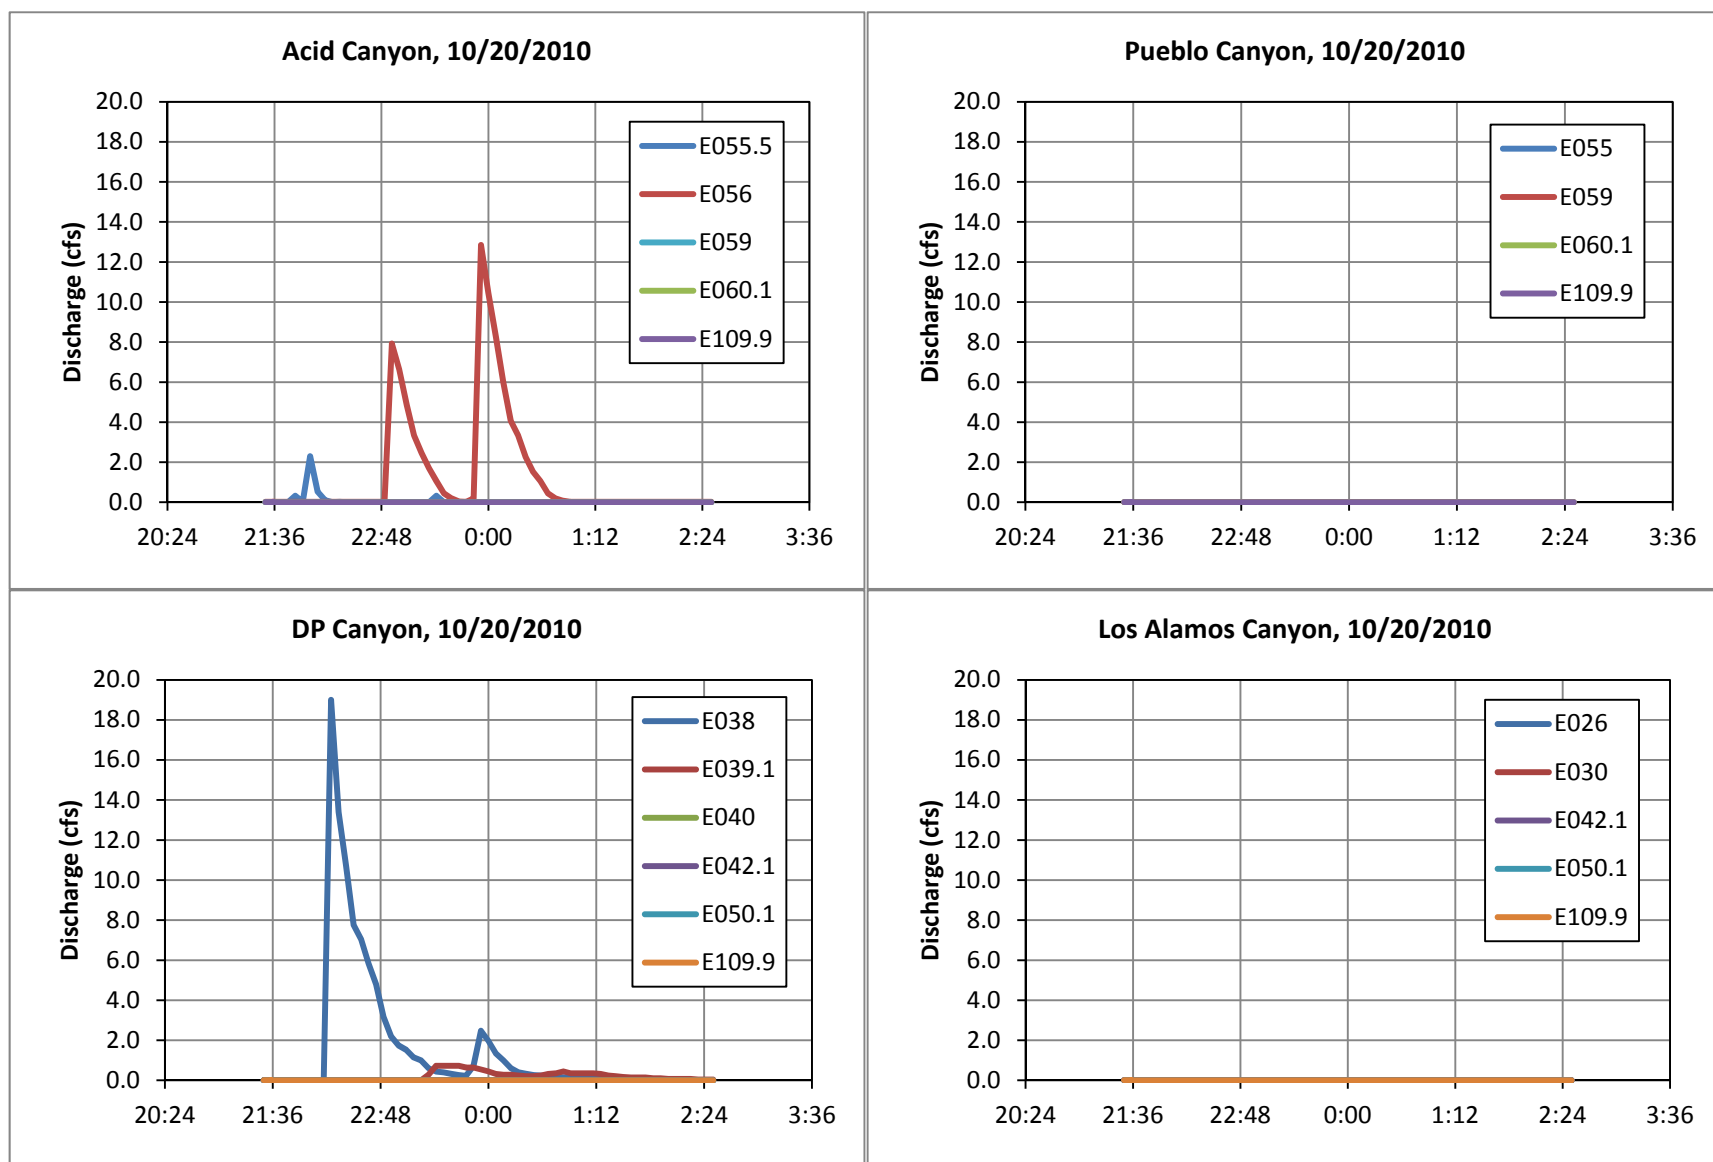 Acid Canyon, 10/20/2010
Discharge (cfs)
20.0
18.0
16.0
14.0
12.0
10.0
8.0
6.0
4.0
2.0
0.0
20:24 21:36 22:48 0:00 1:12 2:24 3:36
E055.5
E056
E059
E060.1
E109.9
Pueblo Canyon, 10/20/2010
Discharge (cfs)
20.0
18.0
16.0
14.0
12.0
10.0
8.0
6.0
4.0
2.0
0.0
20:24 21:36 22:48 0:00 1:12 2:24 3:36
E055
E059
E060.1
E109.9
DP Canyon, 10/20/2010
Discharge (cfs)
20.0
18.0
16.0
14.0
12.0
10.0
8.0
6.0
4.0
2.0
0.0
20:24 21:36 22:48 0:00 1:12 2:24 3:36
E038
E039.1
E040
E042.1
E050.1
E109.9
Los Alamos Canyon, 10/20/2010
Discharge (cfs)
20.0
18.0
16.0
14.0
12.0
10.0
8.0
6.0
4.0
2.0
0.0
20:24 21:36 22:48 0:00 1:12 2:24 3:36
E026
E030
E042.1
E050.1
E109.9